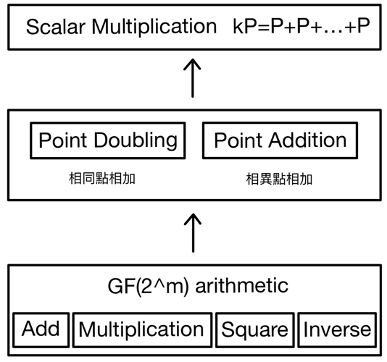 Scalar Multiplication kP=P+P+...+P
Point Doubling Point Addition
相同點相加 相異點相加
GF(2^m) arithmetic
Add Multiplication Square Inverse